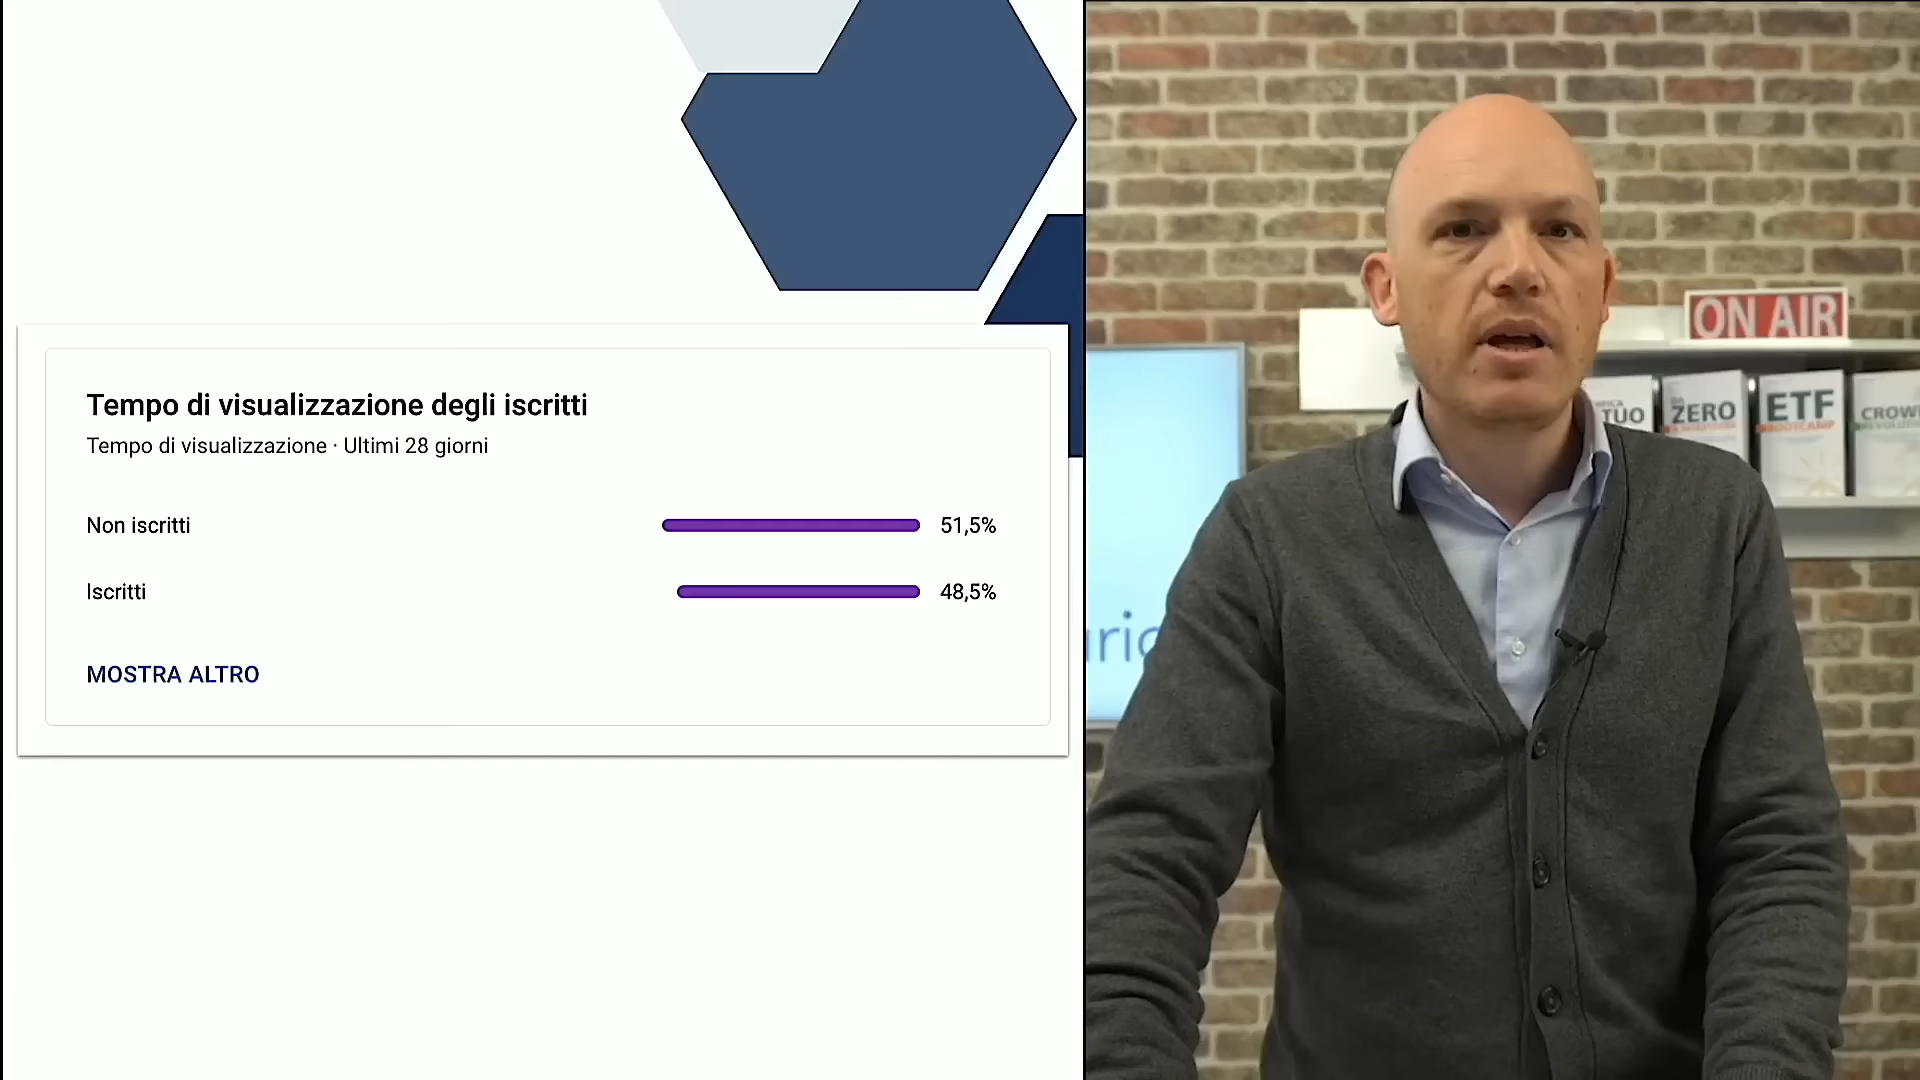 Tempo di visualizzazione degli iscritti
Tempo di visualizzazione · Ultimi 28 giorni
Non iscritti 51,5%
Iscritti 48,5%
MOSTRA ALTRO
ON AIR
TUO
ZERO
ETF
BOOTCAMP
CROW